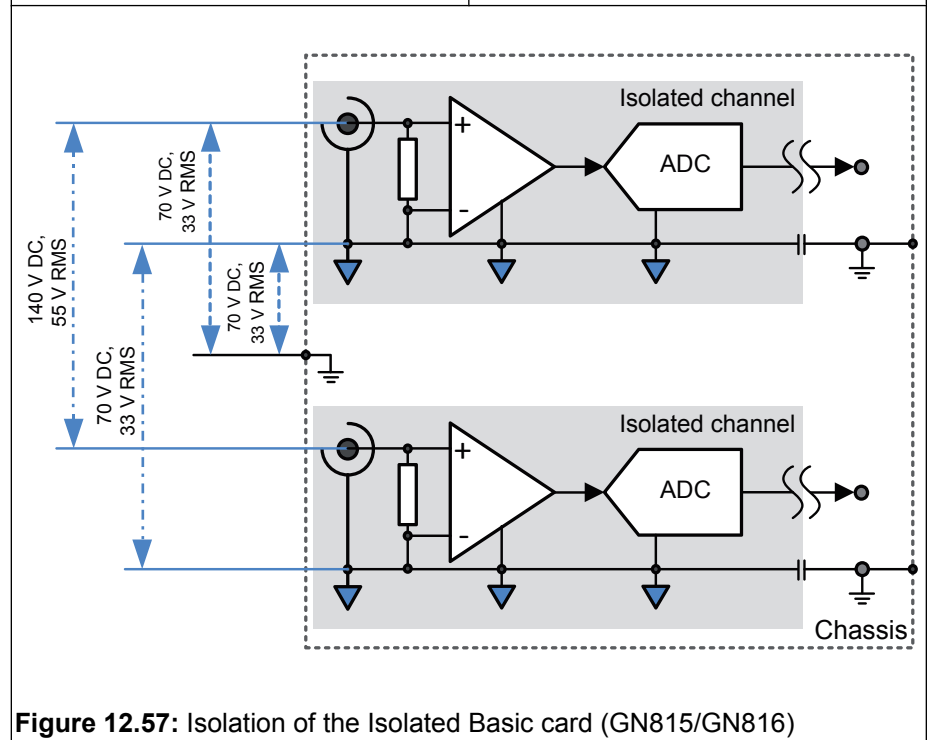 Isolated channel
+
-
ADC
140 V DC,
55 V RMS
70 V DC,
33 V RMS
70 V DC,
33 V RMS
70 V DC,
33 V RMS
Isolated channel
+
-
ADC
Chassis
Figure 12.57: Isolation of the Isolated Basic card (GN815/GN816)